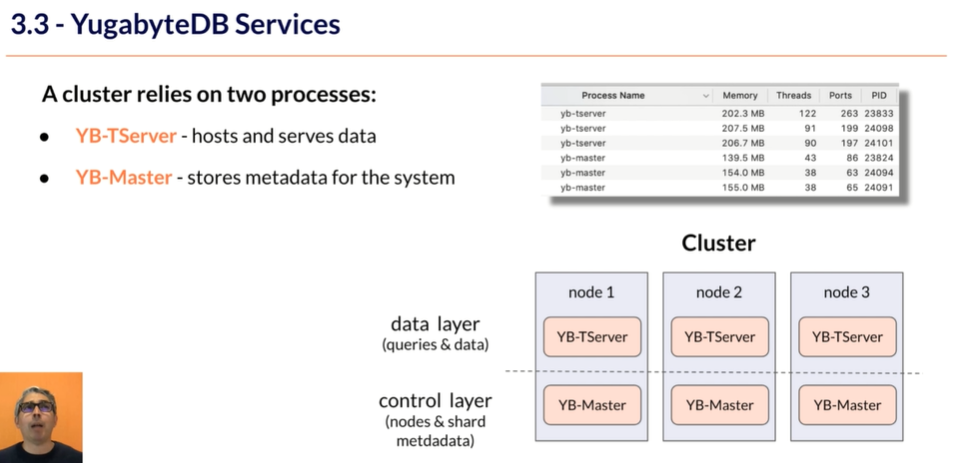 3.3 - YugabyteDB Services
A cluster relies on two processes:
● YB-TServer - hosts and serves data
● YB-Master - stores metadata for the system
Process Name Memory Threads Ports PID
yb-tserver 202.3 MB 122 263 23833
yb-tserver 207.5 MB 91 199 24098
yb-tserver 206.7 MB 90 197 24101
yb-master 139.5 MB 43 86 23824
yb-master 154.0 MB 38 63 24094
yb-master 155.0 MB 38 65 24091
Cluster
node 1 node 2 node 3
data layer
(queries & data)
YB-TServer YB-TServer YB-TServer
control layer
(nodes & shard
metdadata)
YB-Master YB-Master YB-Master